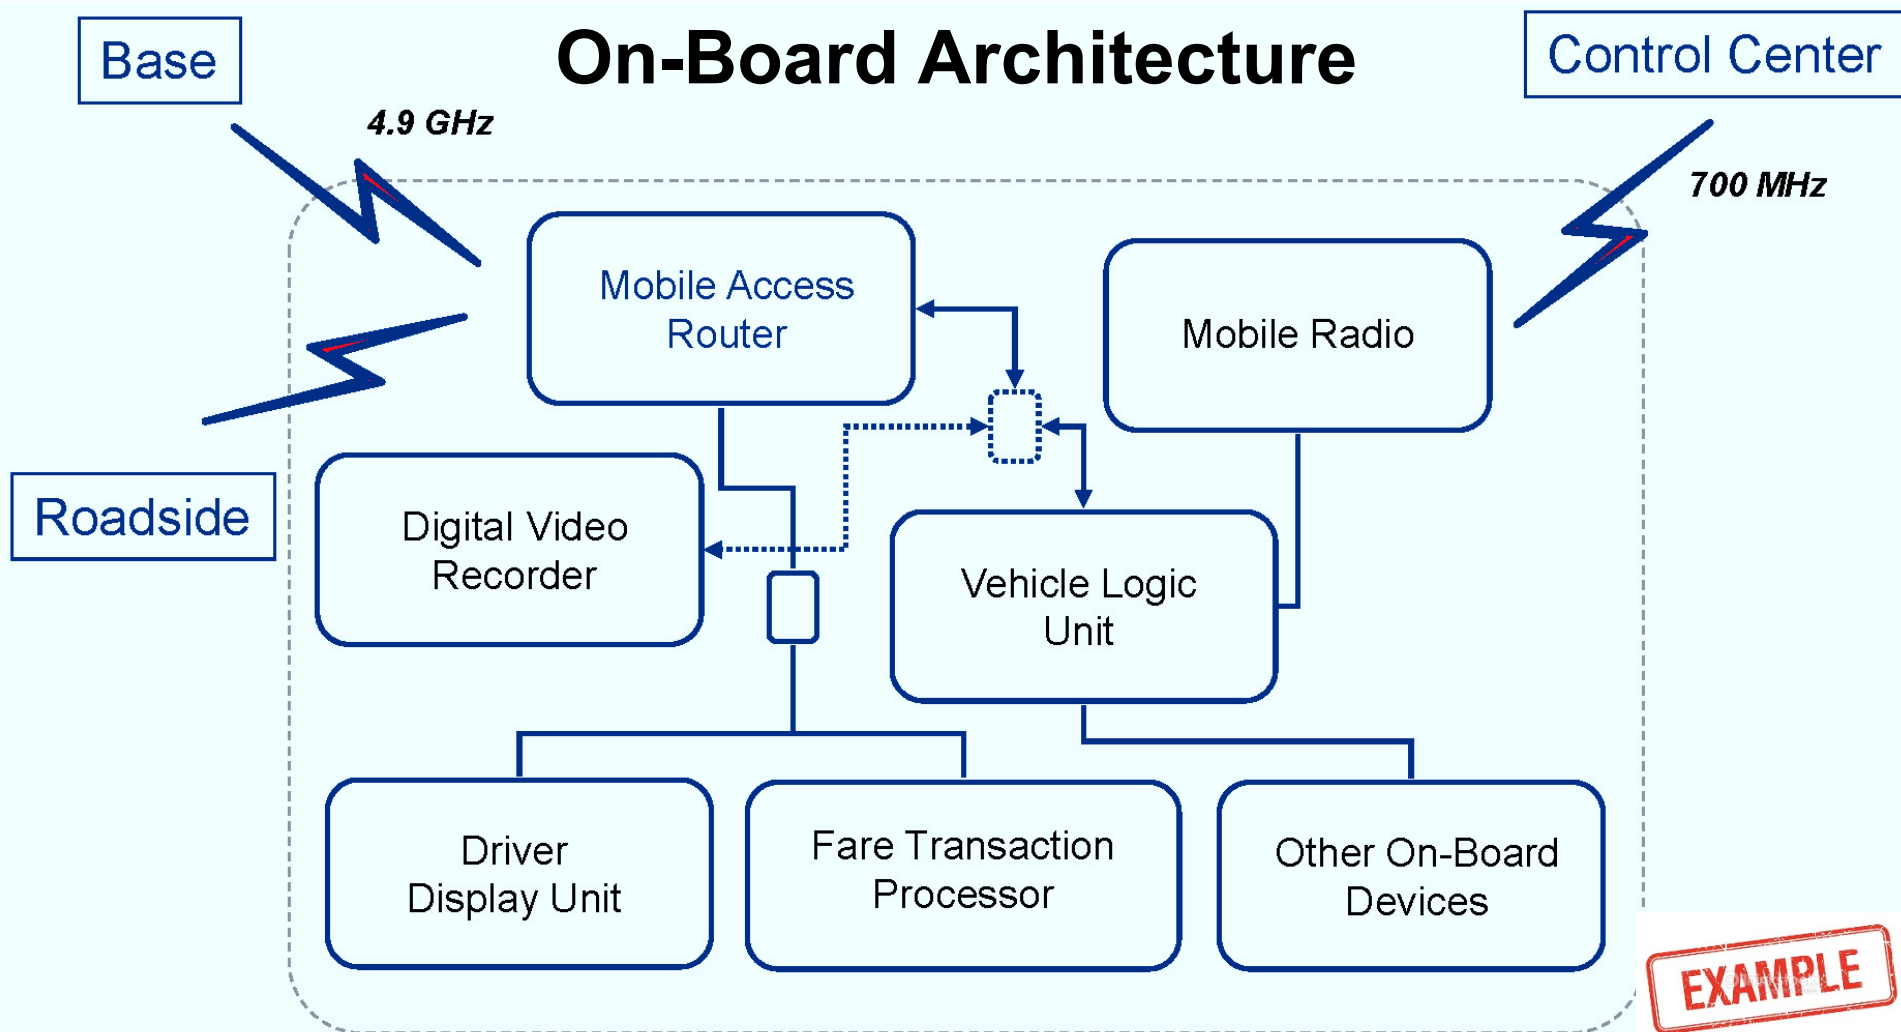 On-Board Architecture
Base
Control Center
4.9 GHz
700 MHz
Mobile Access
Router
Mobile Radio
Roadside
Digital Video
Recorder
Vehicle Logic
Unit
Driver
Display Unit
Fare Transaction
Processor
Other On-Board
Devices
EXAMPLE